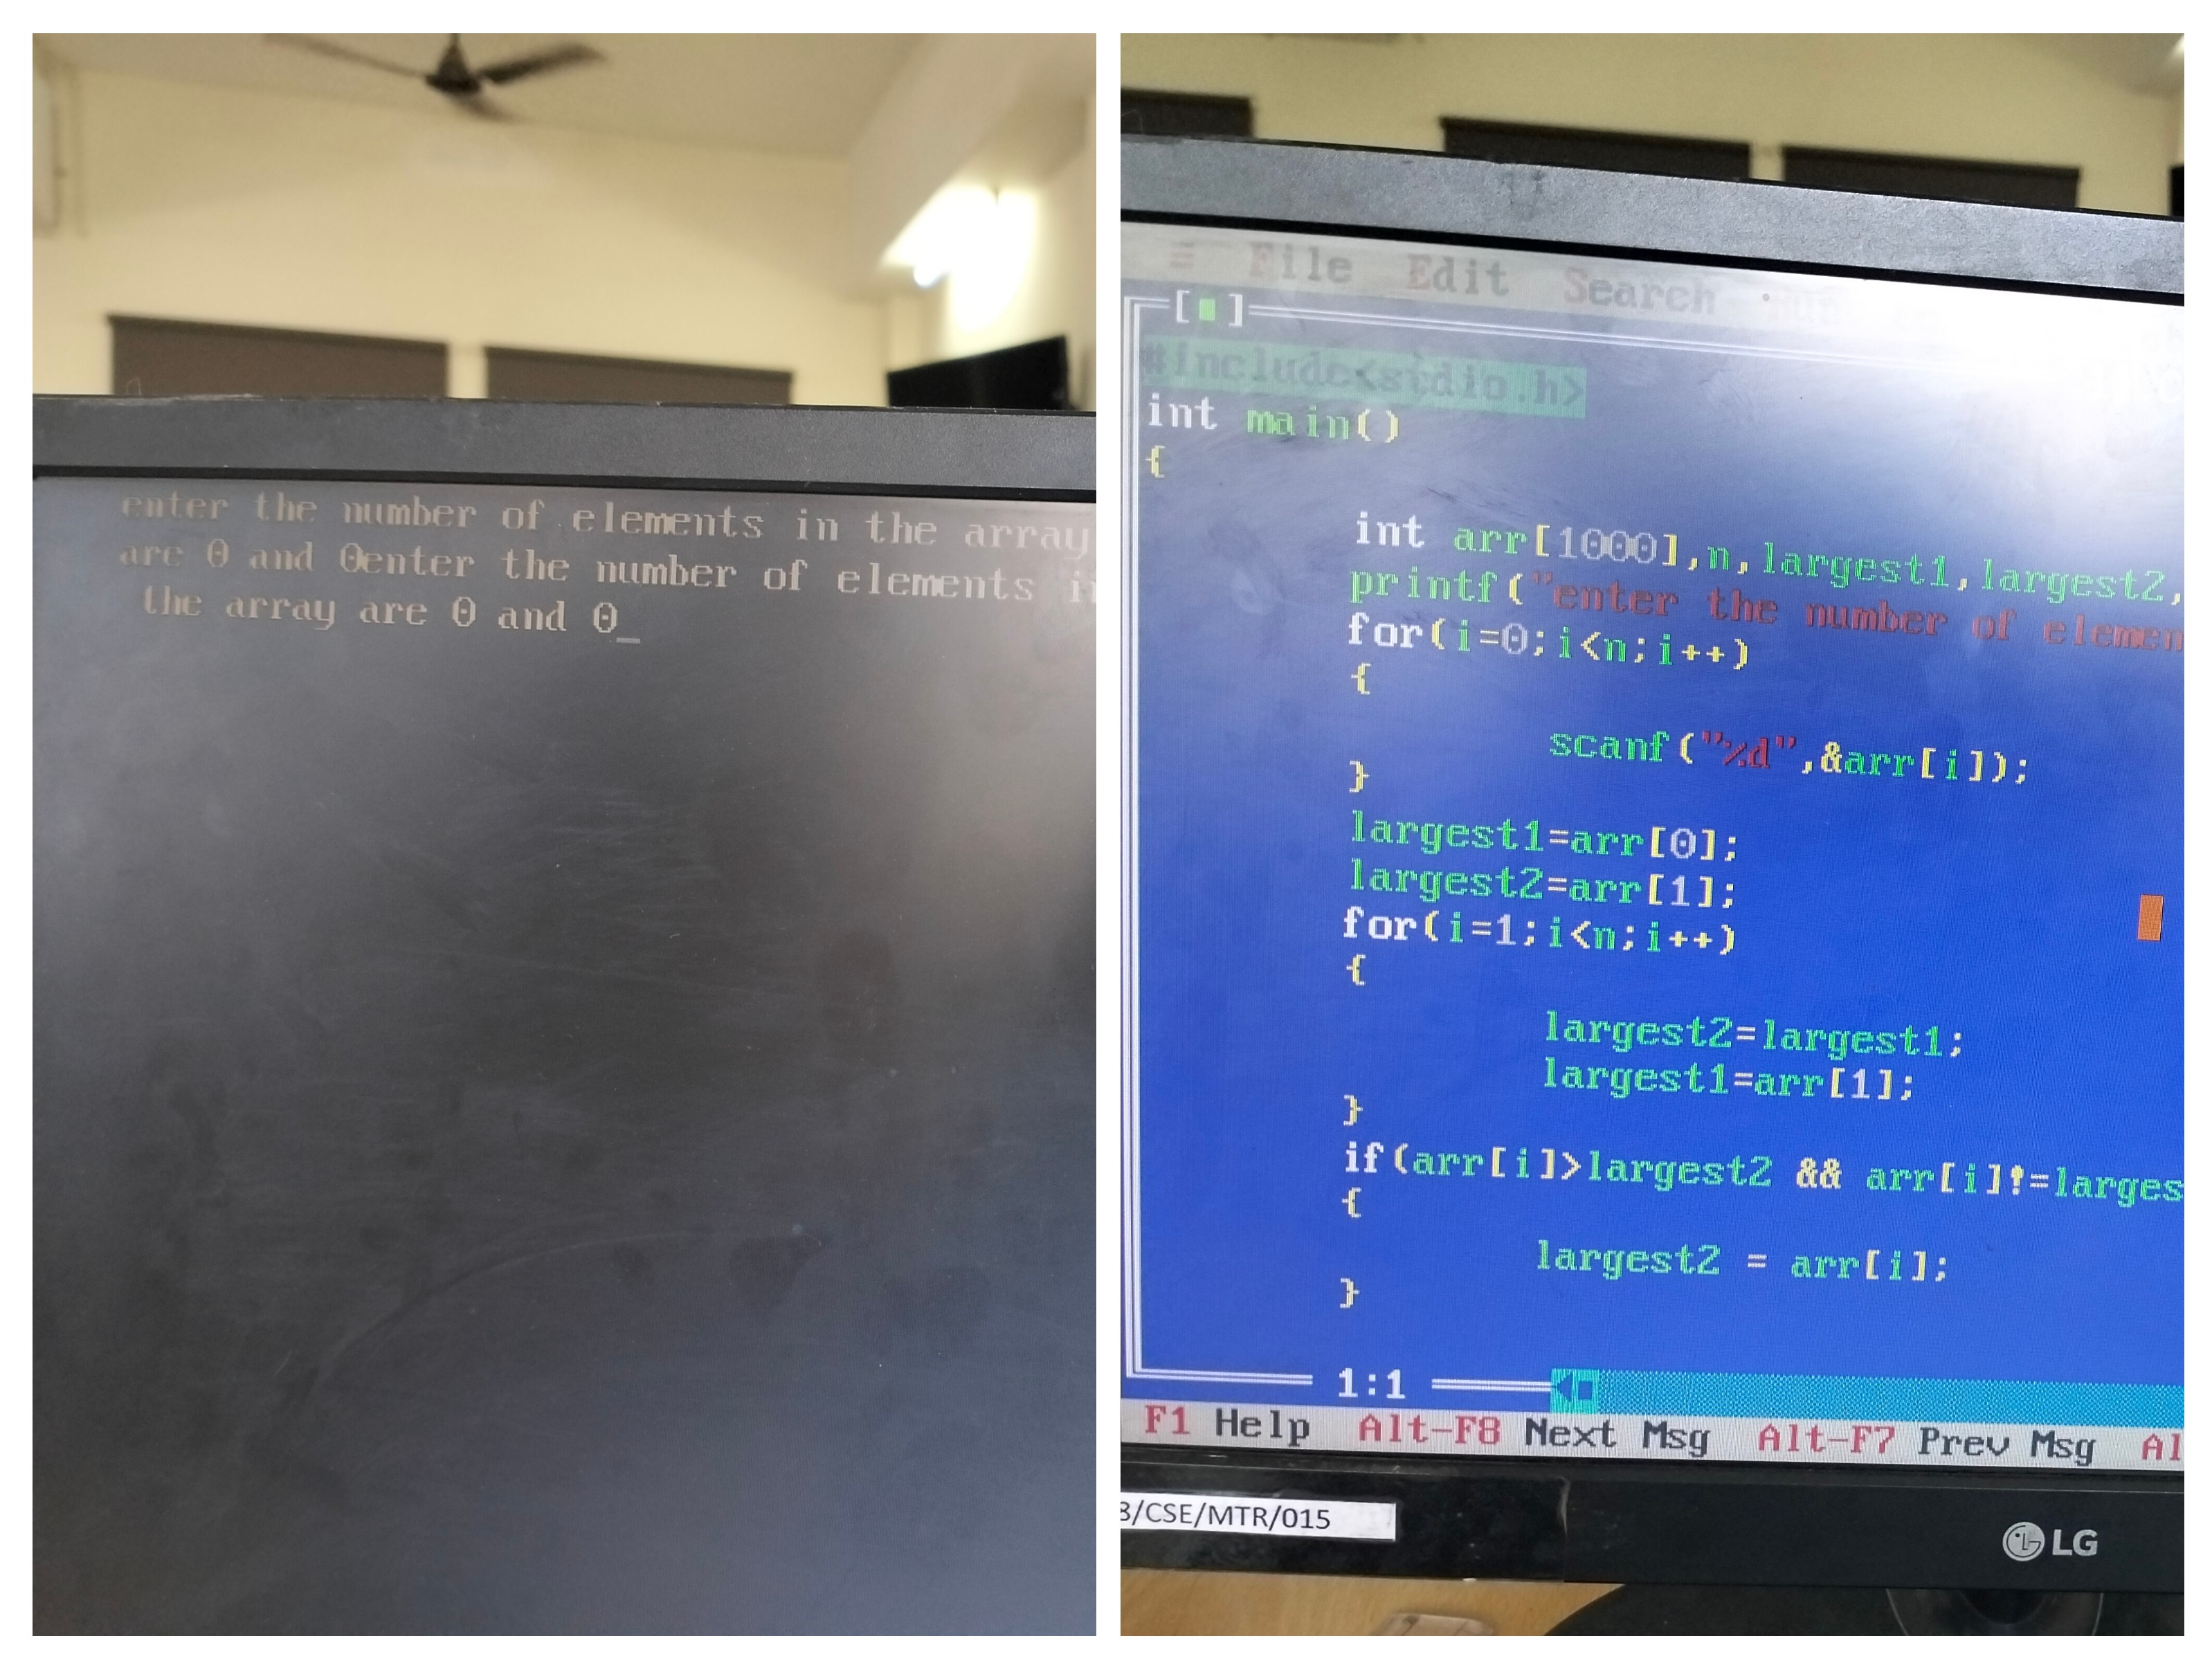 enter the number of elements in the array
are 0 and 0enter the number of elements
the array are 0 and 0_
≡ File Edit Search
[■]
#include<stdio.h>
int main()
{
int arr[1000],n,largest1,largest2,
printf("enter the number of elemen
for(i=0;i<n;i++)
{
scanf("%d",&arr[i]);
}
largest1=arr[0];
largest2=arr[1];
for(i=1;i<n;i++)
{
largest2=largest1;
largest1=arr[1];
}
if(arr[i]>largest2 && arr[i]!=larges
{
largest2 = arr[i];
}
1:1
F1 Help Alt-F8 Next Msg Alt-F7 Prev Msg Al
3/CSE/MTR/015
LG